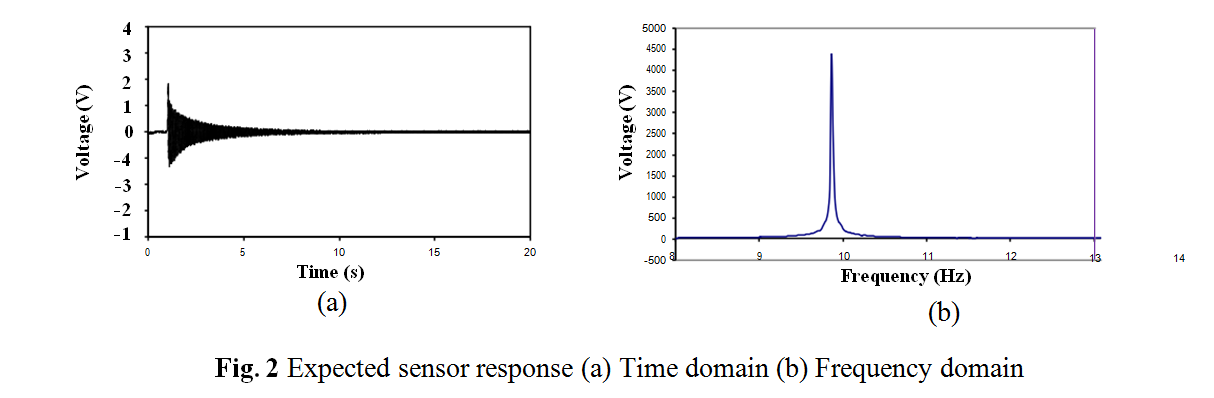 4
3
2
1
0
−4
−3
−2
−1
Voltage (V)
0 5 10 15 20
Time (s)
(a)
5000
4500
4000
3500
3000
2500
2000
1500
1000
500
0
-500
Voltage (V)
8 9 10 11 12 13 14
Frequency (Hz)
(b)
Fig. 2 Expected sensor response (a) Time domain (b) Frequency domain